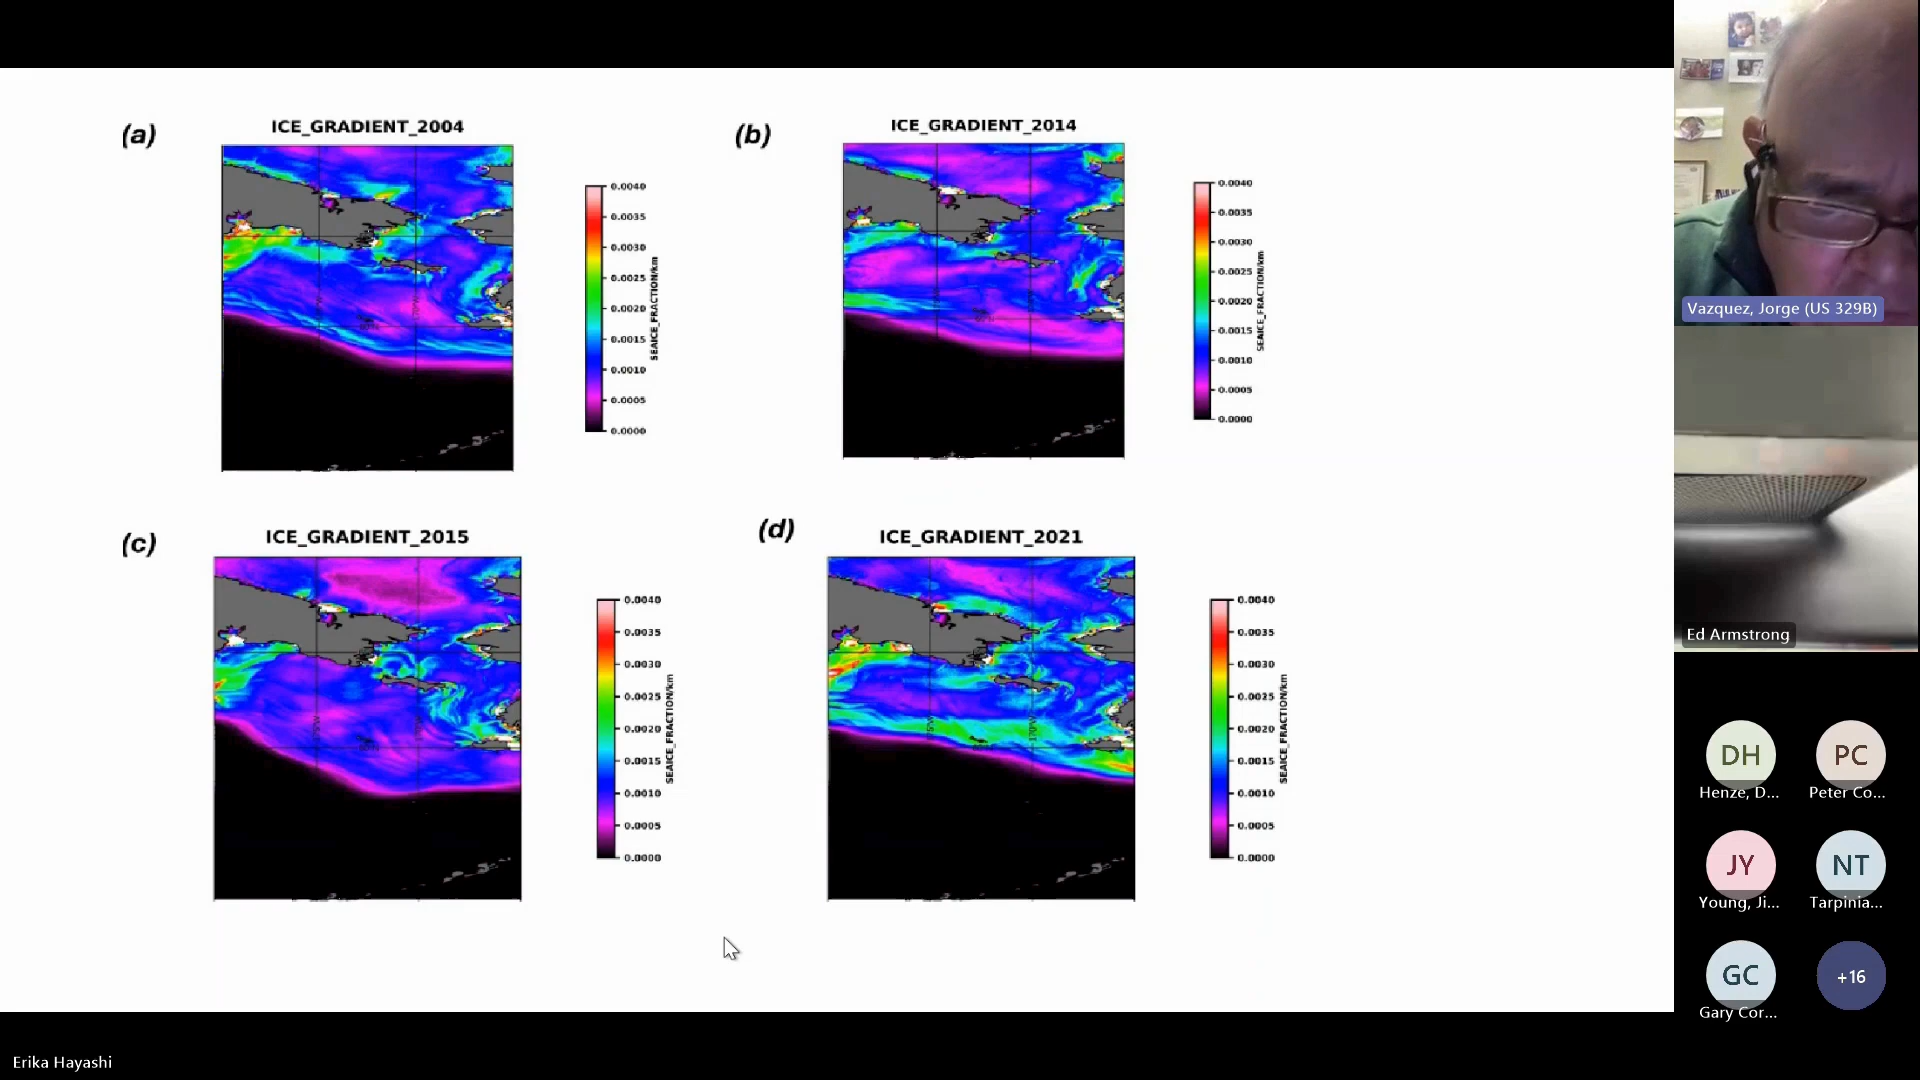 (a)
ICE_GRADIENT_2004
0.0040
0.0035
0.0030
0.0025
0.0020
0.0015
0.0010
0.0005
0.0000
SEAICE_FRACTION/km
(b)
ICE_GRADIENT_2014
0.0040
0.0035
0.0030
0.0025
0.0020
0.0015
0.0010
0.0005
0.0000
SEAICE_FRACTION/km
(c)
ICE_GRADIENT_2015
175°W
60°N
0.0040
0.0035
0.0030
0.0025
0.0020
0.0015
0.0010
0.0005
0.0000
SEAICE_FRACTION/km
(d)
ICE_GRADIENT_2021
175°W
170°W
0.0040
0.0035
0.0030
0.0025
0.0020
0.0015
0.0010
0.0005
0.0000
SEAICE_FRACTION/km
Vazquez, Jorge (US 329B)
Ed Armstrong
DH
Henze, D...
PC
Peter Co...
JY
Young, Ji...
NT
Tarpinia...
GC
Gary Cor...
+16
Erika Hayashi